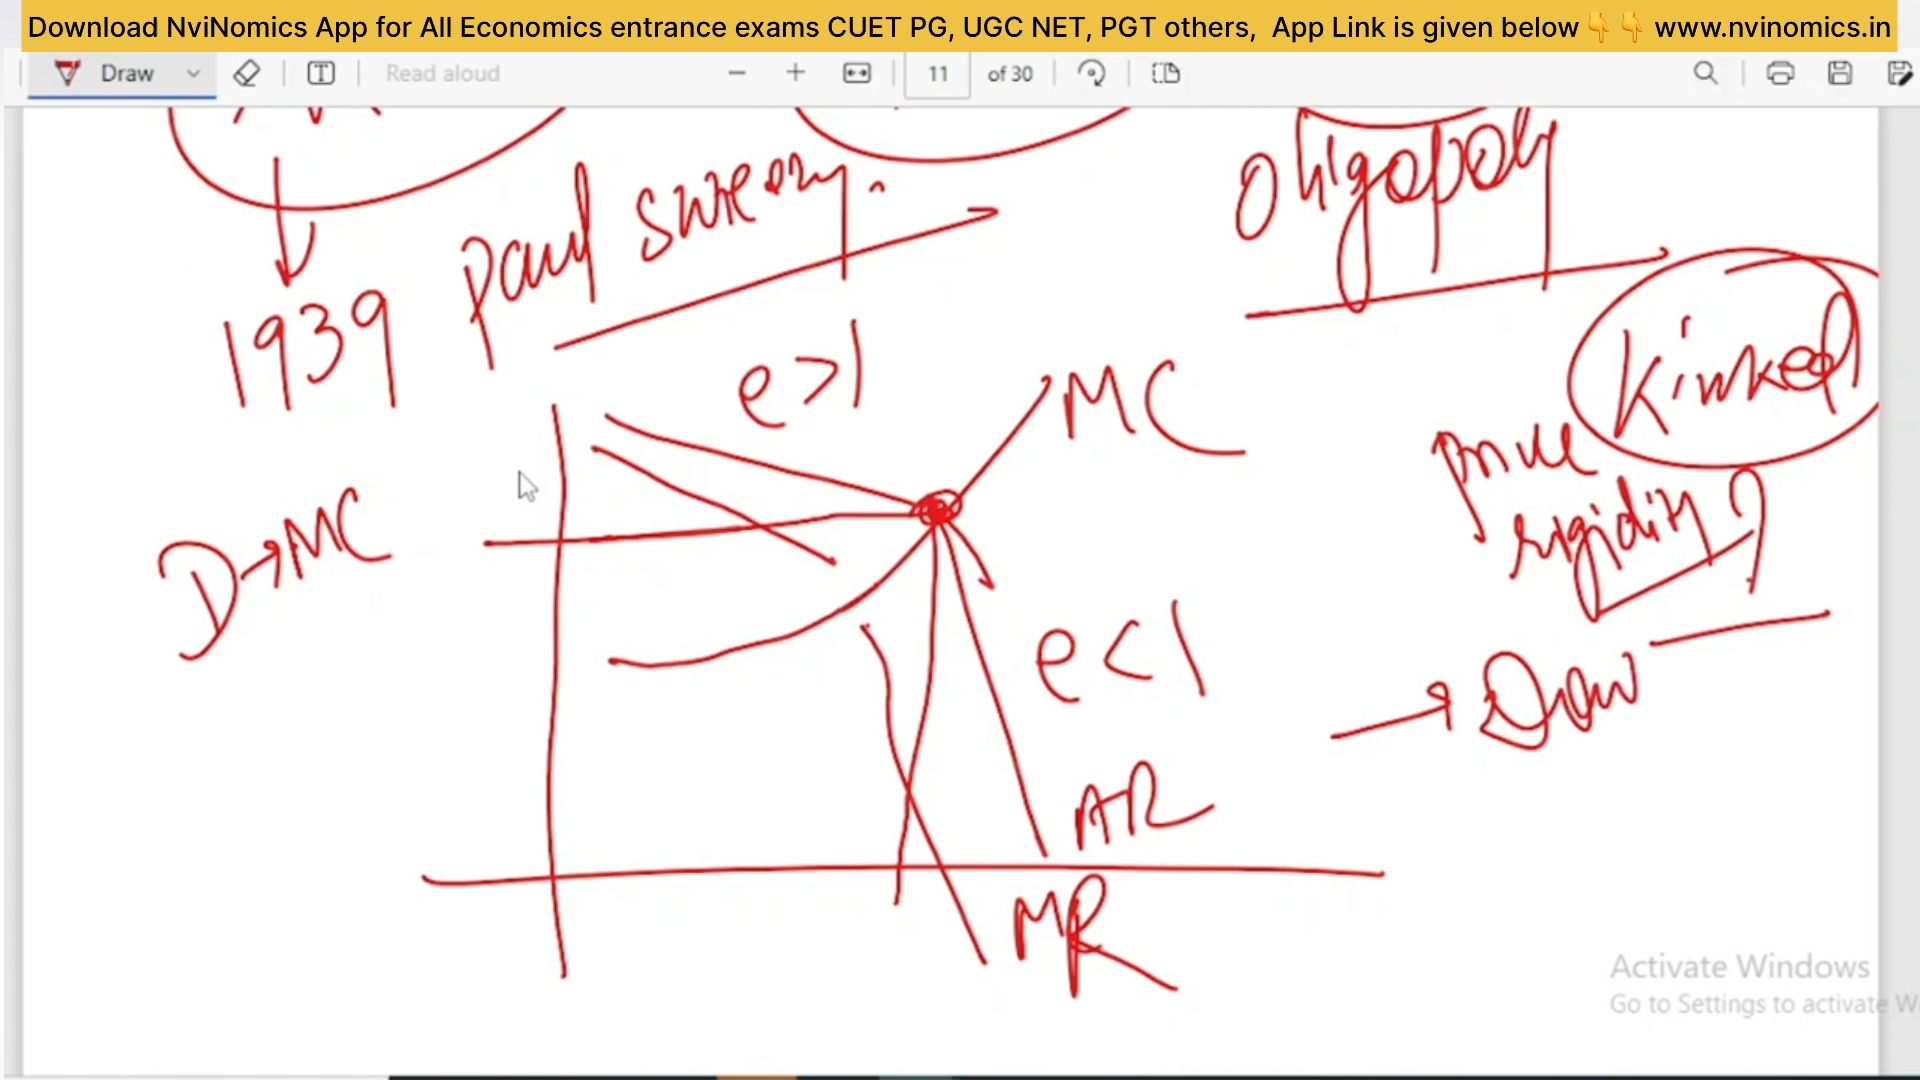 Download NviNomics App for All Economics entrance exams CUET PG, UGC NET, PGT others, App Link is given below👇👇 www.nvinomics.in
Draw
Read aloud
11 of 30
Paul Sweezy.
Oligopoly
1939
Kinked
e>1
MC
price
rigidity?
D→MC
e<1
AR
MR
Activate Windows
Go to Settings to activate W